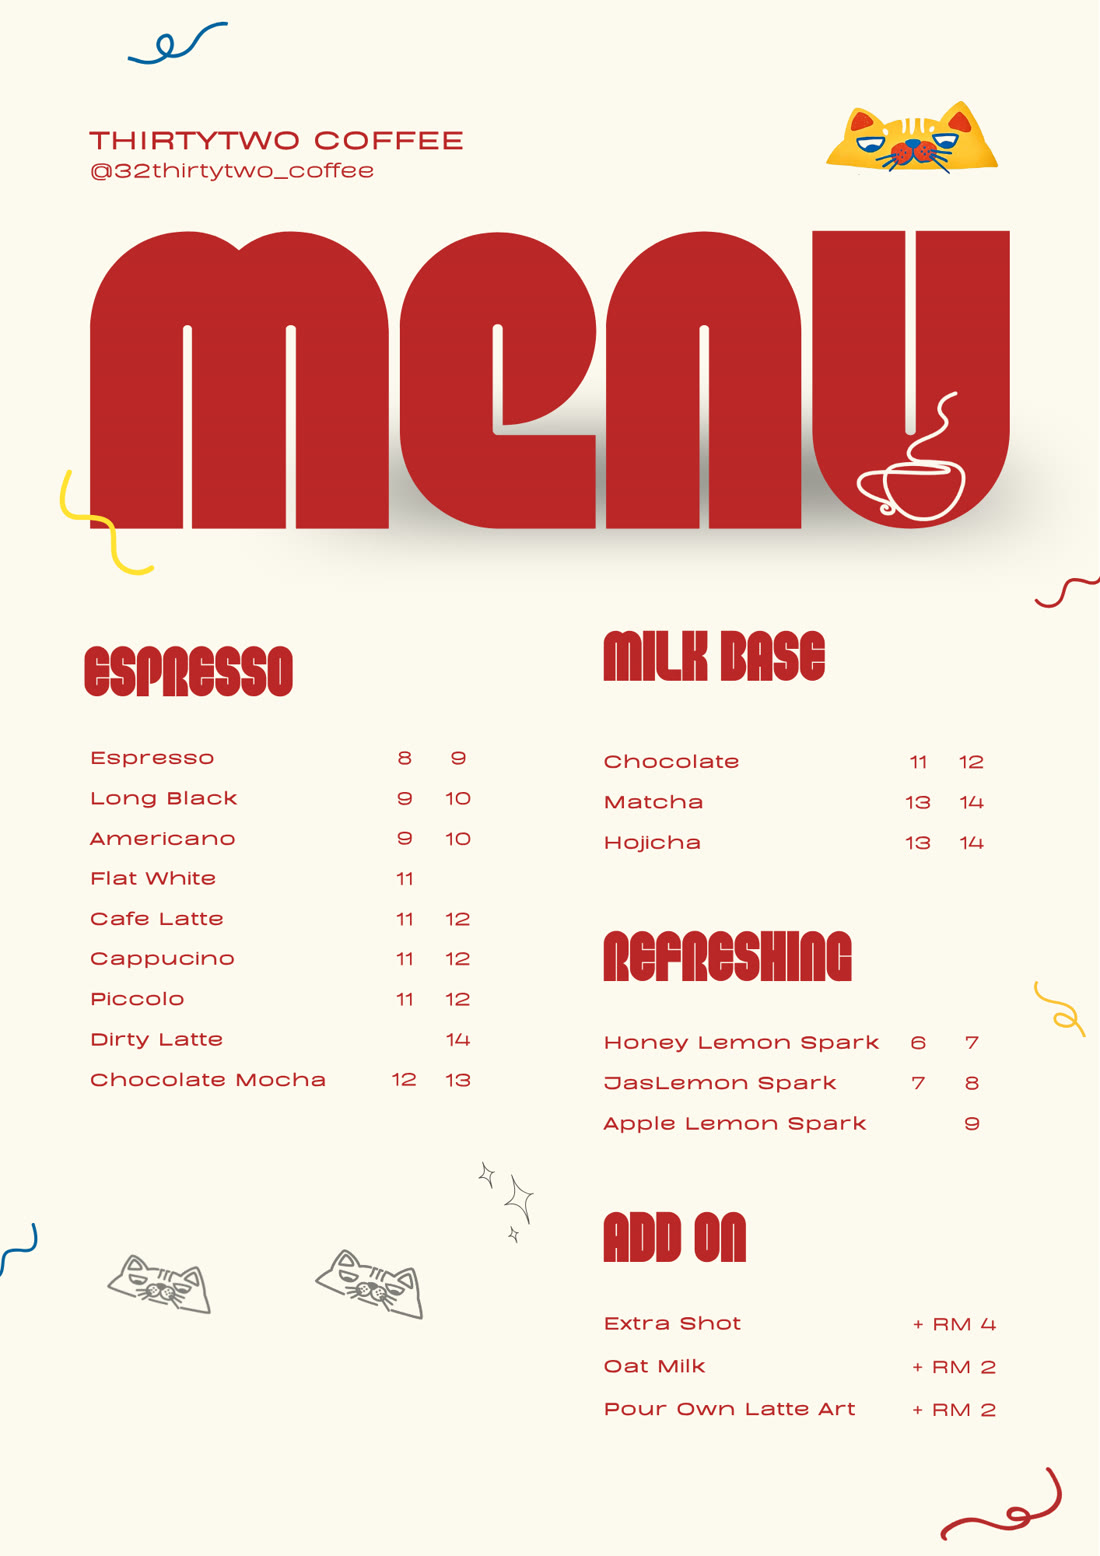 THIRTYTWO COFFEE
@32thirtytwo_coffee
menu
ESPRESSO
Espresso 8 9
Long Black 9 10
Americano 9 10
Flat White 11
Cafe Latte 11 12
Cappucino 11 12
Piccolo 11 12
Dirty Latte 14
Chocolate Mocha 12 13
MILK BASE
Chocolate 11 12
Matcha 13 14
Hojicha 13 14
REFRESHING
Honey Lemon Spark 6 7
JasLemon Spark 7 8
Apple Lemon Spark 9
ADD ON
Extra Shot + RM 4
Oat Milk + RM 2
Pour Own Latte Art + RM 2